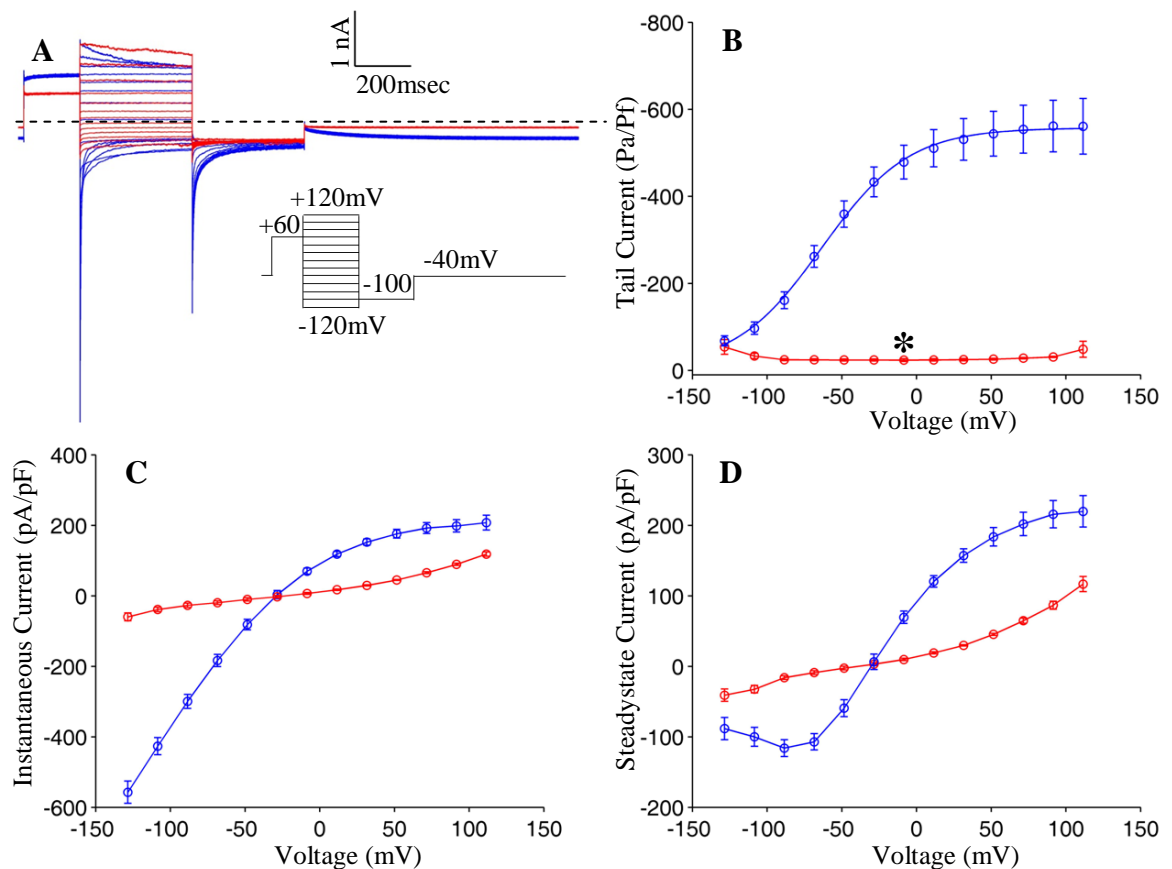 A
1 nA
200msec
+120mV
+60
-40mV
-100
-120mV
B
Tail Current (Pa/Pf)
-800
-600
-400
-200
0
-150 -100 -50 0 50 100 150
Voltage (mV)
*
C
Instantaneous Current (pA/pF)
400
200
0
-200
-400
-600
-150 -100 -50 0 50 100 150
Voltage (mV)
D
Steadystate Current (pA/pF)
300
200
100
0
-100
-200
-150 -100 -50 0 50 100 150
Voltage (mV)